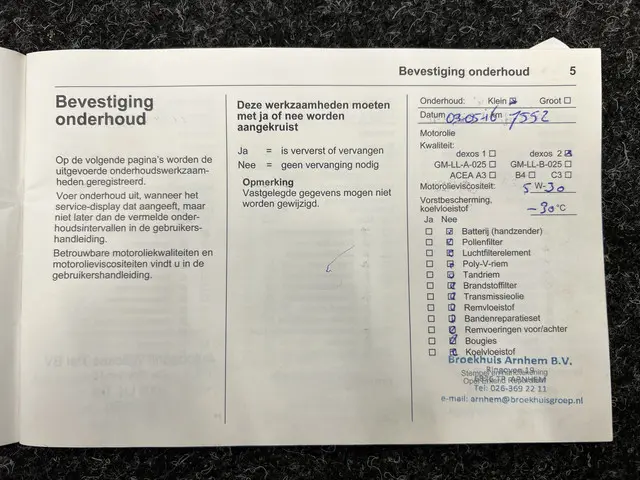 Bevestiging onderhoud 5
Bevestiging
onderhoud
Op de volgende pagina's worden de
uitgevoerde onderhoudswerkzaam-
heden geregistreerd.
Voer onderhoud uit, wanneer het
service-display dat aangeeft, maar
niet later dan de vermelde onder-
houdsintervallen in de gebruikers-
handleiding.
Betrouwbare motoroliekwaliteiten en
motorolieviscositeiten vindt u in de
gebruikershandleiding.
Deze werkzaamheden moeten
met ja of nee worden
aangekruist
Ja = is ververst of vervangen
Nee = geen vervanging nodig
Opmerking
Vastgelegde gegevens mogen niet
worden gewijzigd.
Onderhoud: Klein Groot
Datum 03-05-16 km 7552
Motorolie
Kwaliteit:
dexos 1 dexos 2
GM-LL-A-025 GM-LL-B-025
ACEA A3 B4 C3
Motorolieviscositeit: 5 W-30
Vorstbescherming,
koelvloeistof -30 °C
Ja Nee
Batterij (handzender)
Pollenfilter
Luchtfilterelement
Poly-V-riem
Tandriem
Brandstoffilter
Transmissieolie
Remvloeistof
Bandenreparatieset
Remvoeringen voor/achter
Bougies
Koelvloeistof
Broekhuis Arnhem B.V.
ARNHEM
Tel: 026-369 22 11
e-mail: arnhem@broekhuisgroep.nl